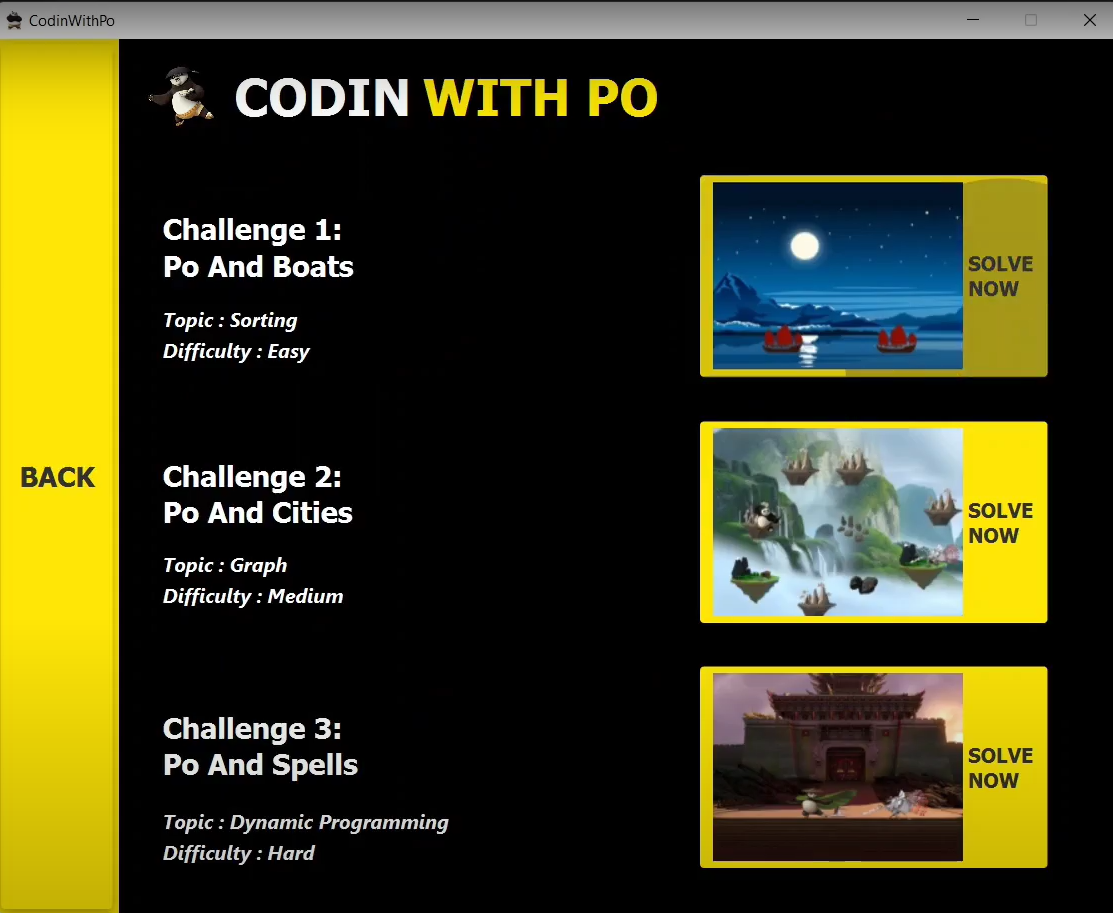 CodinWithPo
CODIN WITH PO
Challenge 1:
Po And Boats
Topic : Sorting
Difficulty : Easy
SOLVE
NOW
BACK
Challenge 2:
Po And Cities
Topic : Graph
Difficulty : Medium
SOLVE
NOW
Challenge 3:
Po And Spells
Topic : Dynamic Programming
Difficulty : Hard
SOLVE
NOW